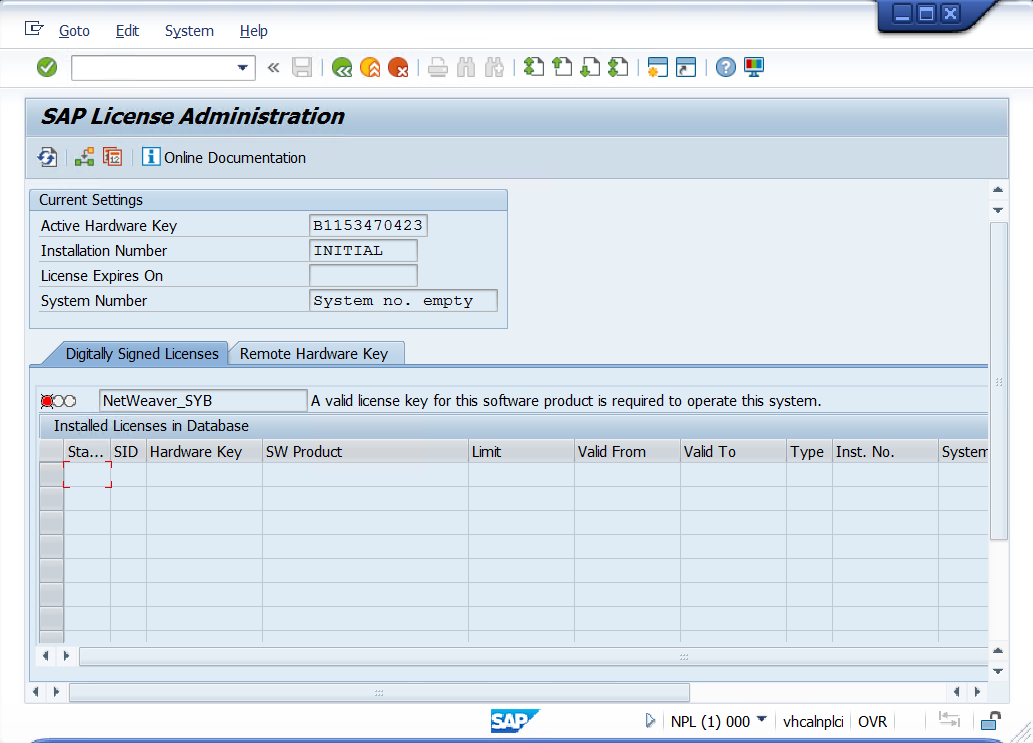 Goto Edit System Help
SAP License Administration
12 i Online Documentation
Current Settings
Active Hardware Key B1153470423
Installation Number INITIAL
License Expires On
System Number System no. empty
Digitally Signed Licenses Remote Hardware Key
NetWeaver_SYB A valid license key for this software product is required to operate this system.
Installed Licenses in Database
Sta... SID Hardware Key SW Product Limit Valid From Valid To Type Inst. No. System
SAP NPL (1) 000 vhcalnplci OVR